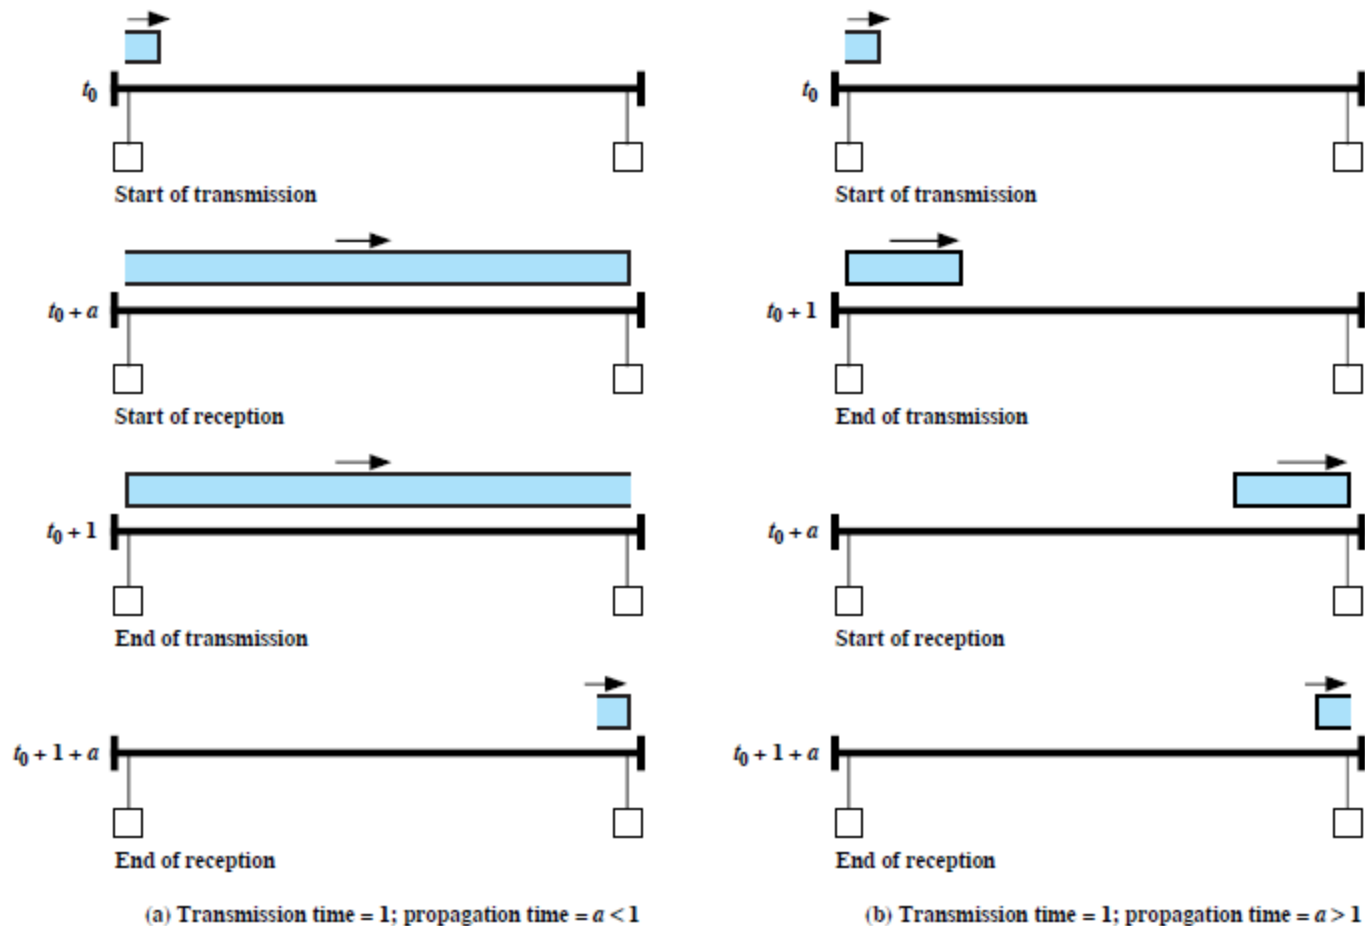 t₀
Start of transmission
t₀ + a
Start of reception
t₀ + 1
End of transmission
t₀ + 1 + a
End of reception
(a) Transmission time = 1; propagation time = a < 1
t₀
Start of transmission
t₀ + 1
End of transmission
t₀ + a
Start of reception
t₀ + 1 + a
End of reception
(b) Transmission time = 1; propagation time = a > 1